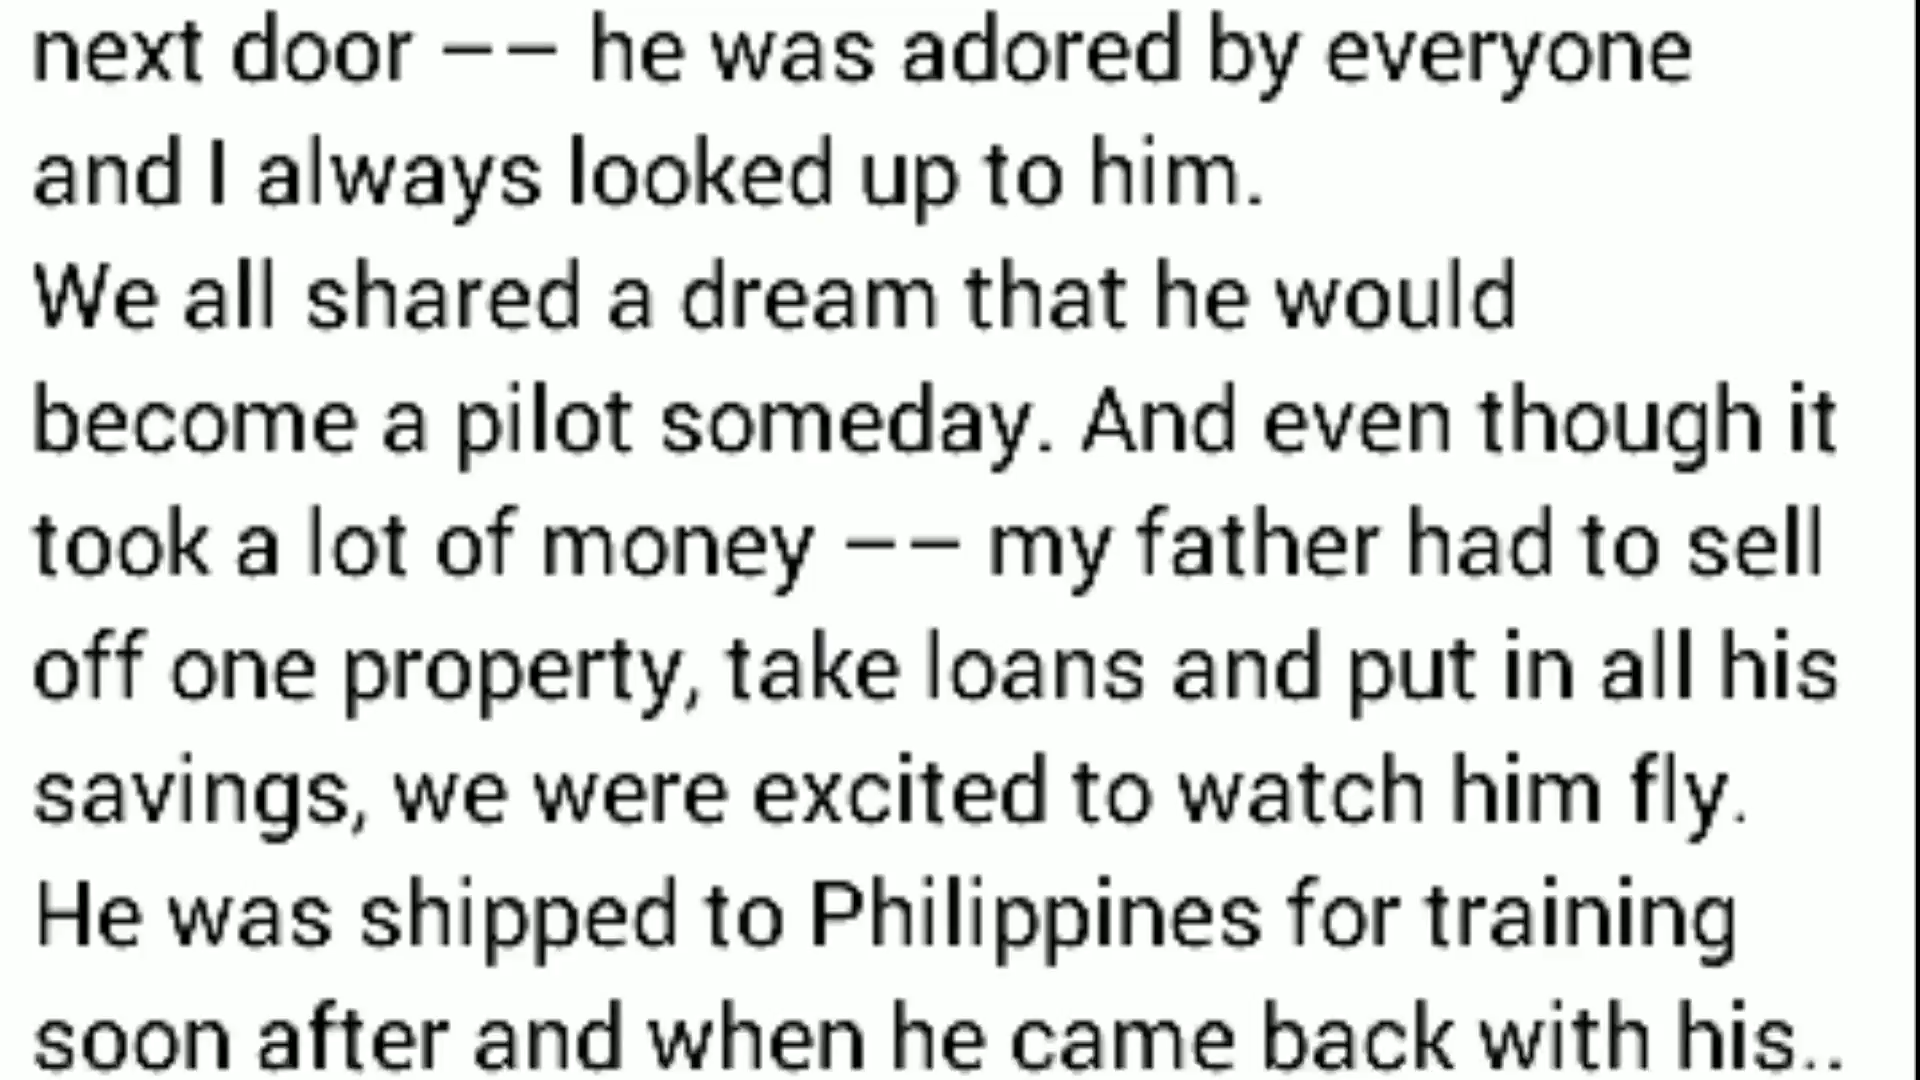 next door –– he was adored by everyone
and I always looked up to him.
We all shared a dream that he would
become a pilot someday. And even though it
took a lot of money –– my father had to sell
off one property, take loans and put in all his
savings, we were excited to watch him fly.
He was shipped to Philippines for training
soon after and when he came back with his..